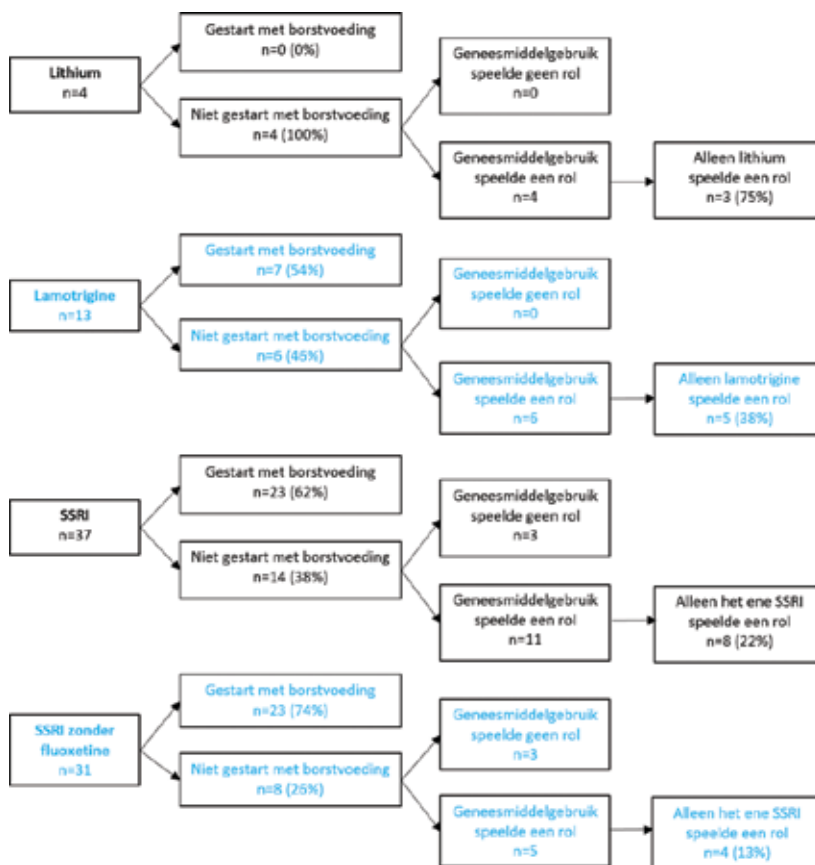 Lithium
n=4
Gestart met borstvoeding
n=0 (0%)
Niet gestart met borstvoeding
n=4 (100%)
Geneesmiddelgebruik
speelde geen rol
n=0
Geneesmiddelgebruik
speelde een rol
n=4
Alleen lithium
speelde een rol
n=3 (75%)
Lamotrigine
n=13
Gestart met borstvoeding
n=7 (54%)
Niet gestart met borstvoeding
n=6 (46%)
Geneesmiddelgebruik
speelde geen rol
n=0
Geneesmiddelgebruik
speelde een rol
n=6
Alleen lamotrigine
speelde een rol
n=5 (38%)
SSRI
n=37
Gestart met borstvoeding
n=23 (62%)
Niet gestart met borstvoeding
n=14 (38%)
Geneesmiddelgebruik
speelde geen rol
n=3
Geneesmiddelgebruik
speelde een rol
n=11
Alleen het ene SSRI
speelde een rol
n=8 (22%)
SSRI zonder
fluoxetine
n=31
Gestart met borstvoeding
n=23 (74%)
Niet gestart met borstvoeding
n=8 (26%)
Geneesmiddelgebruik
speelde geen rol
n=3
Geneesmiddelgebruik
speelde een rol
n=5
Alleen het ene SSRI
speelde een rol
n=4 (13%)